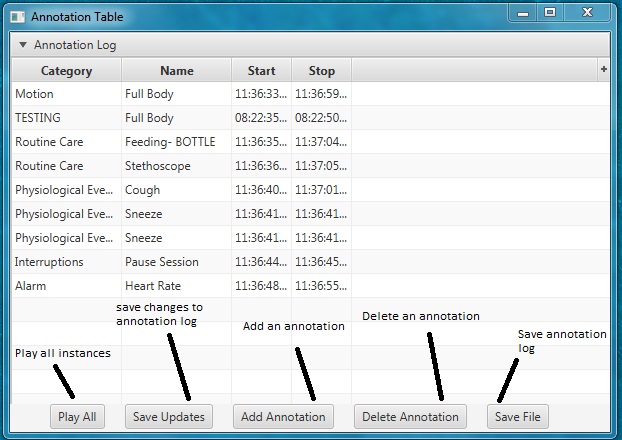 Annotation Table
Annotation Log
Category Name Start Stop +
Motion Full Body 11:36:33... 11:36:59...
TESTING Full Body 08:22:35... 08:22:50...
Routine Care Feeding- BOTTLE 11:36:35... 11:37:04...
Routine Care Stethoscope 11:36:36... 11:37:05...
Physiological Eve... Cough 11:36:40... 11:37:01...
Physiological Eve... Sneeze 11:36:41... 11:36:41...
Physiological Eve... Sneeze 11:36:41... 11:36:41...
Interruptions Pause Session 11:36:44... 11:36:45...
Alarm Heart Rate 11:36:48... 11:36:55...
save changes to
annotation log
Add an annotation
Delete an annotation
Save annotation
log
Play all instances
Play All Save Updates Add Annotation Delete Annotation Save File